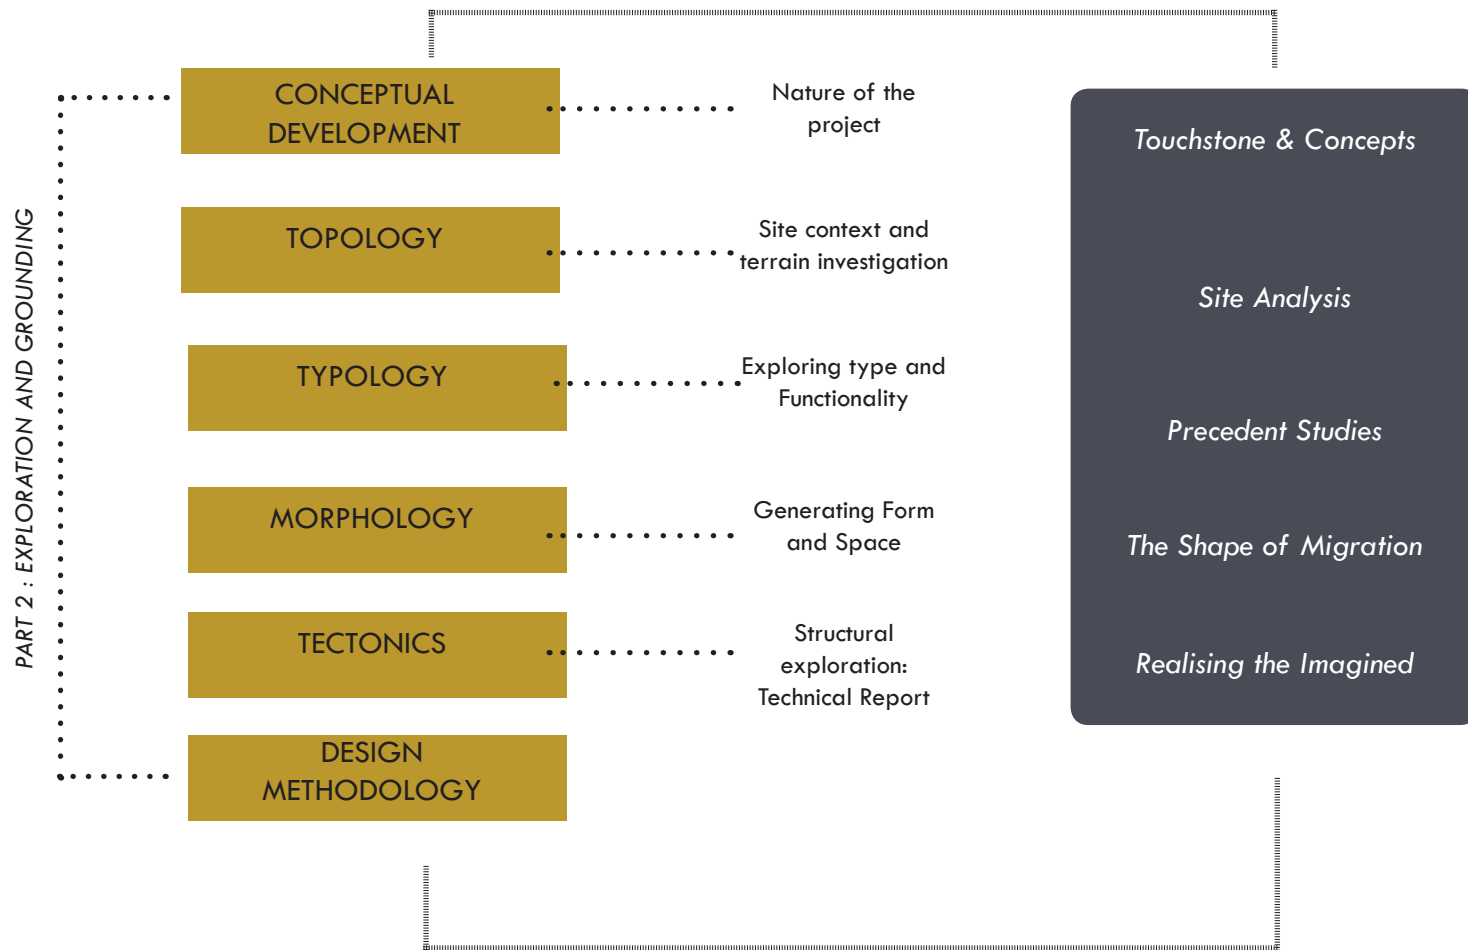 PART 2 : EXPLORATION AND GROUNDING
CONCEPTUAL
DEVELOPMENT
Nature of the
project
Touchstone & Concepts
TOPOLOGY
Site context and
terrain investigation
Site Analysis
TYPOLOGY
Exploring type and
Functionality
Precedent Studies
MORPHOLOGY
Generating Form
and Space
The Shape of Migration
TECTONICS
Structural
exploration:
Technical Report
Realising the Imagined
DESIGN
METHODOLOGY